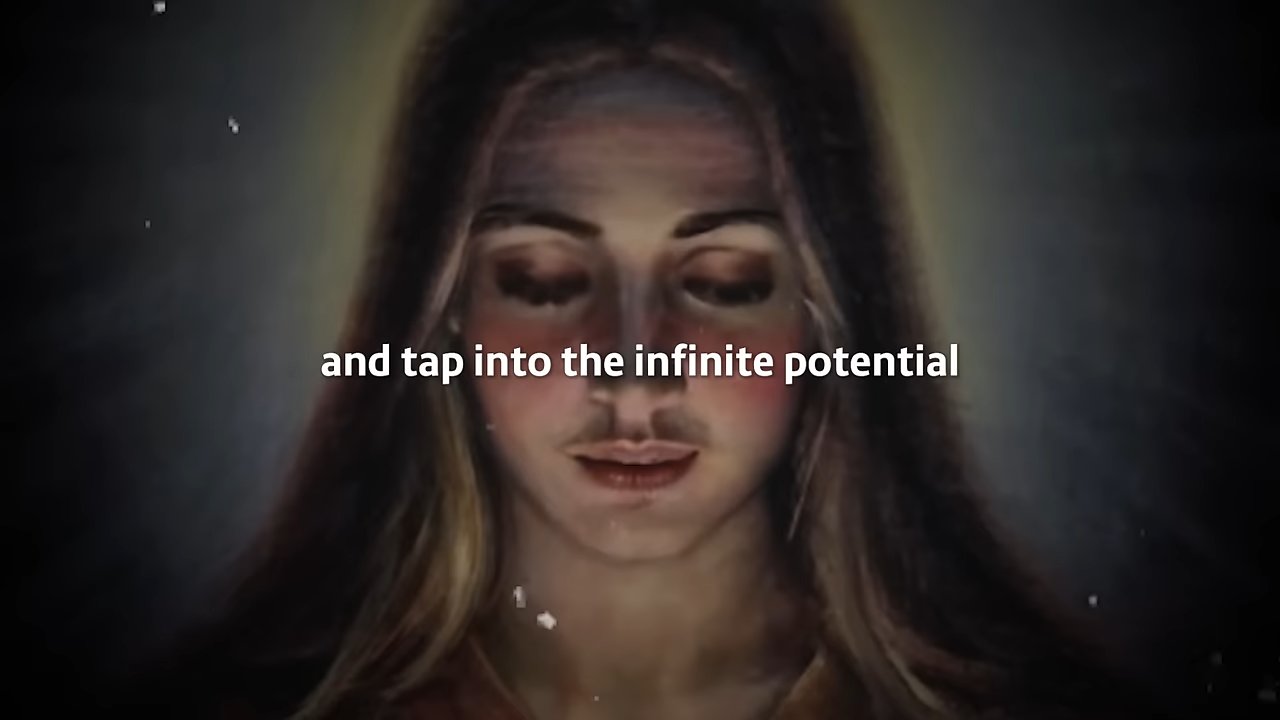 and tap into the infinite potential